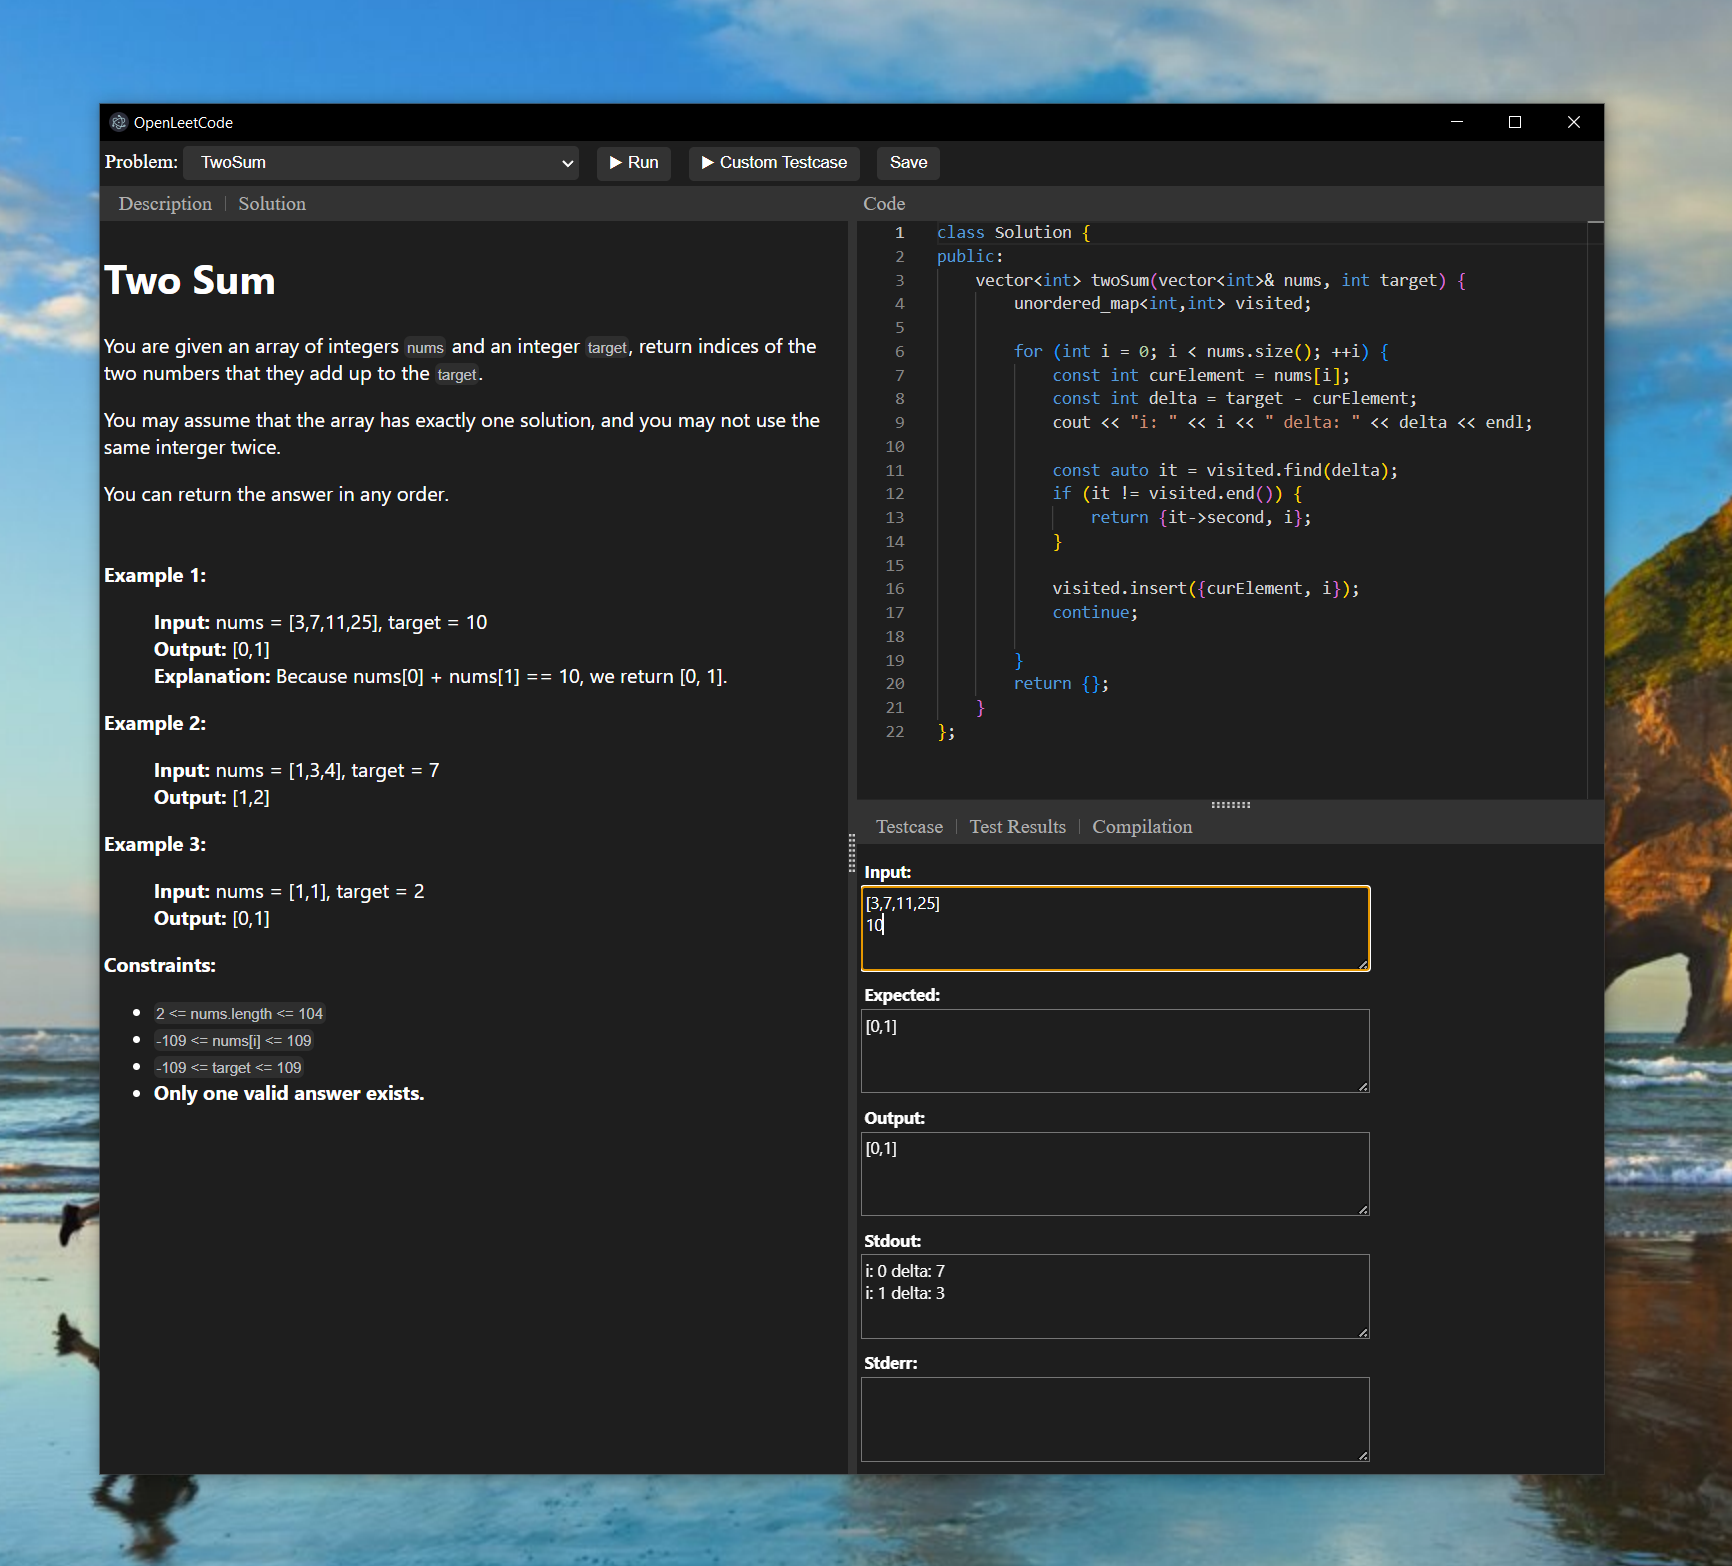 OpenLeetCode
Problem: TwoSum ▶ Run ▶ Custom Testcase Save
Description | Solution
Two Sum
You are given an array of integers nums and an integer target, return indices of the
two numbers that they add up to the target.
You may assume that the array has exactly one solution, and you may not use the
same interger twice.
You can return the answer in any order.
Example 1:
Input: nums = [3,7,11,25], target = 10
Output: [0,1]
Explanation: Because nums[0] + nums[1] == 10, we return [0, 1].
Example 2:
Input: nums = [1,3,4], target = 7
Output: [1,2]
Example 3:
Input: nums = [1,1], target = 2
Output: [0,1]
Constraints:
2 <= nums.length <= 104
-109 <= nums[i] <= 109
-109 <= target <= 109
Only one valid answer exists.
Code
1 class Solution {
2 public:
3     vector<int> twoSum(vector<int>& nums, int target) {
4         unordered_map<int,int> visited;
5
6         for (int i = 0; i < nums.size(); ++i) {
7             const int curElement = nums[i];
8             const int delta = target - curElement;
9             cout << "i: " << i << " delta: " << delta << endl;
10
11             const auto it = visited.find(delta);
12             if (it != visited.end()) {
13                 return {it->second, i};
14             }
15
16             visited.insert({curElement, i});
17             continue;
18
19         }
20         return {};
21     }
22 };
Testcase | Test Results | Compilation
Input:
[3,7,11,25]
10
Expected:
[0,1]
Output:
[0,1]
Stdout:
i: 0 delta: 7
i: 1 delta: 3
Stderr: